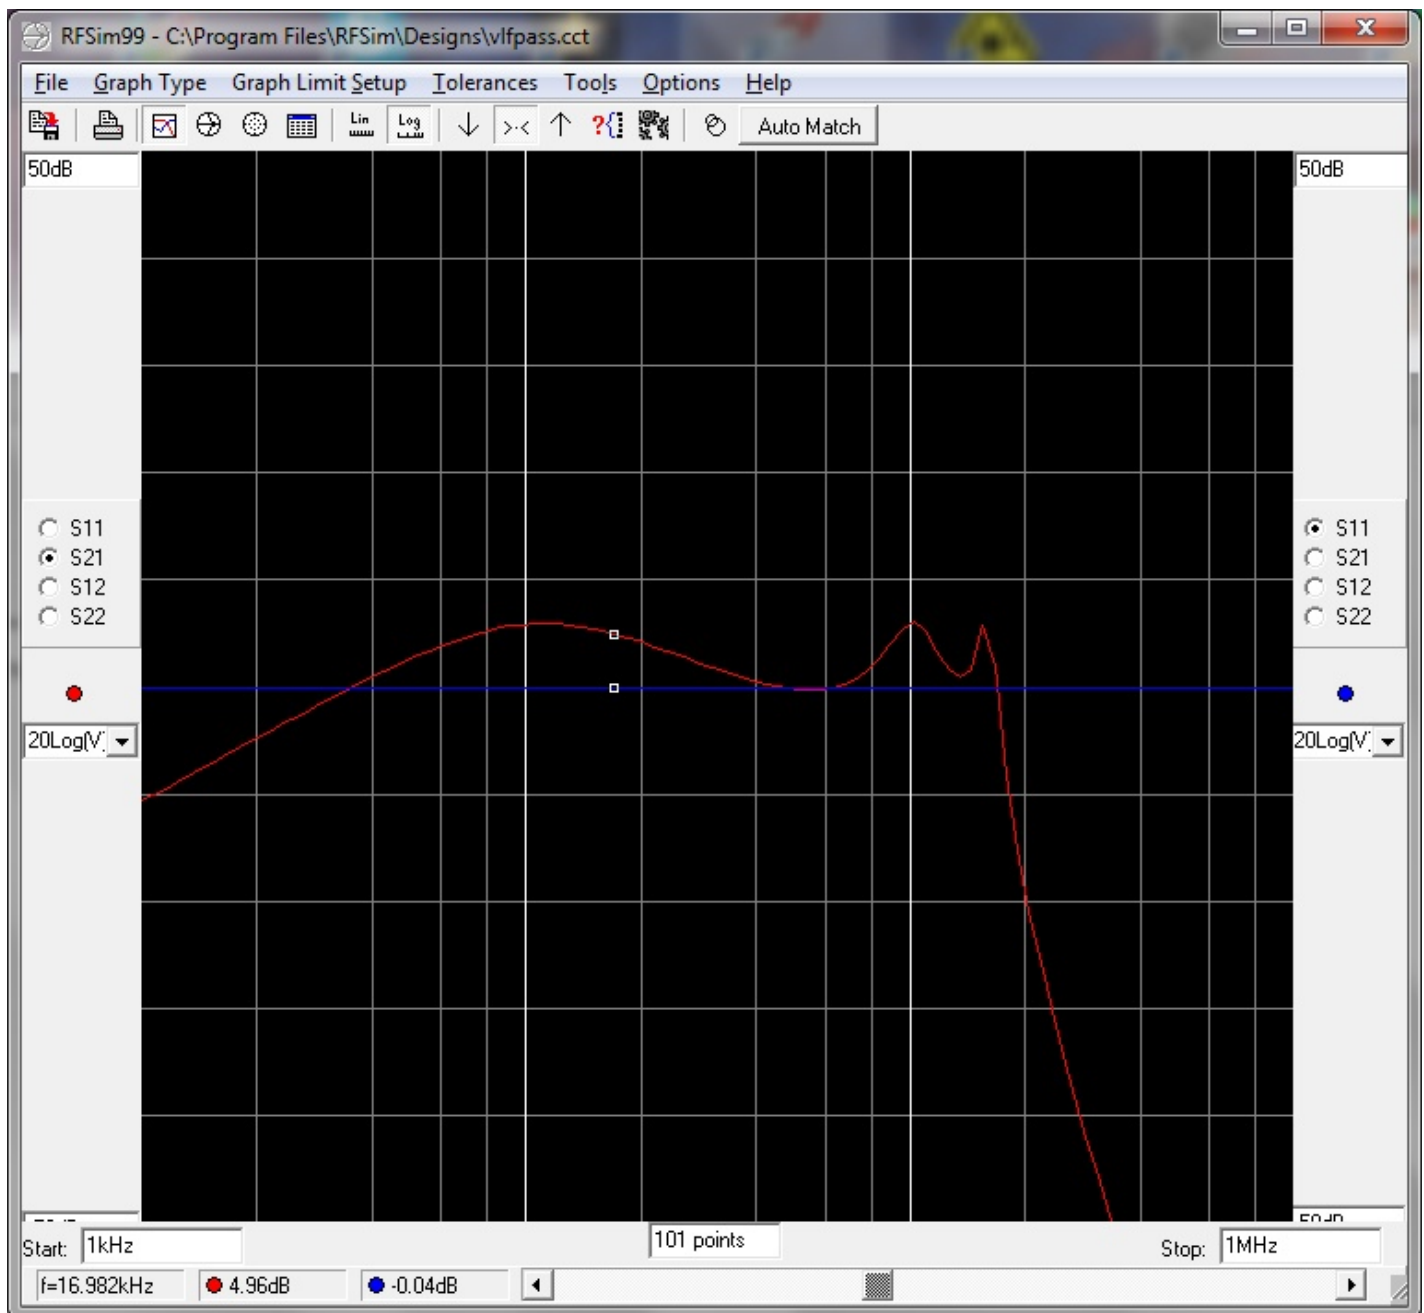 RFSim99 - C:\Program Files\RFSim\Designs\vlfpass.cct
File Graph Type Graph Limit Setup Tolerances Tools Options Help
Lin Log Auto Match
50dB 50dB
S11 S11
S21 S21
S12 S12
S22 S22
20Log(V) 20Log(V)
Start: 1kHz 101 points Stop: 1MHz
f=16.982kHz 4.96dB -0.04dB